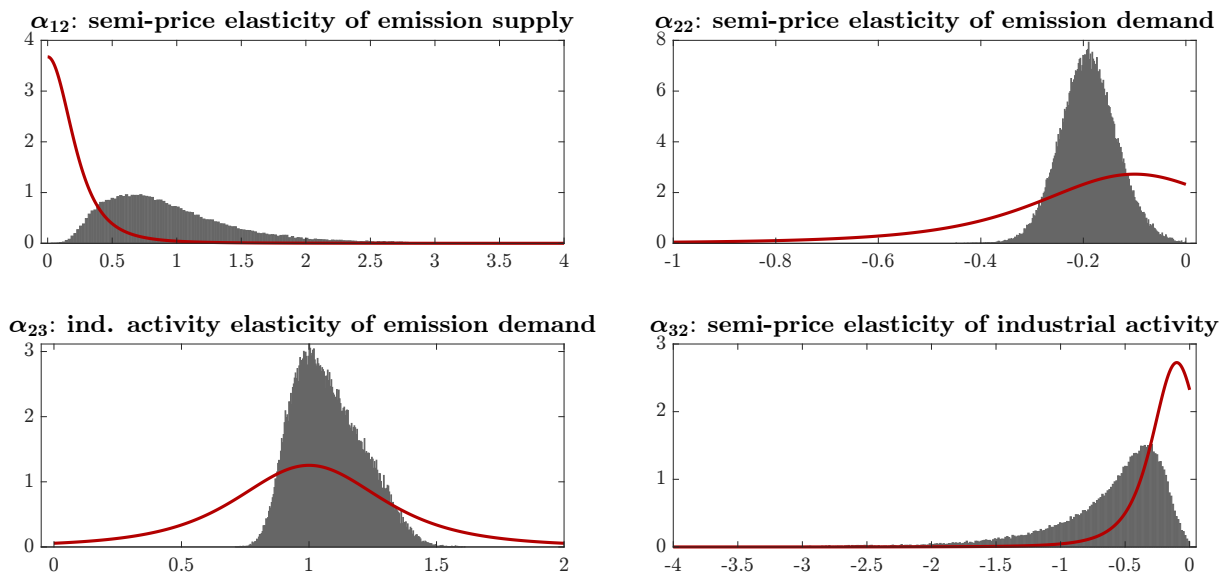 α₁₂: semi-price elasticity of emission supply
4
3
2
1
0
0 0.5 1 1.5 2 2.5 3 3.5 4
α₂₂: semi-price elasticity of emission demand
8
6
4
2
0
-1 -0.8 -0.6 -0.4 -0.2 0
α₂₃: ind. activity elasticity of emission demand
3
2
1
0
0 0.5 1 1.5 2
α₃₂: semi-price elasticity of industrial activity
3
2
1
0
-4 -3.5 -3 -2.5 -2 -1.5 -1 -0.5 0